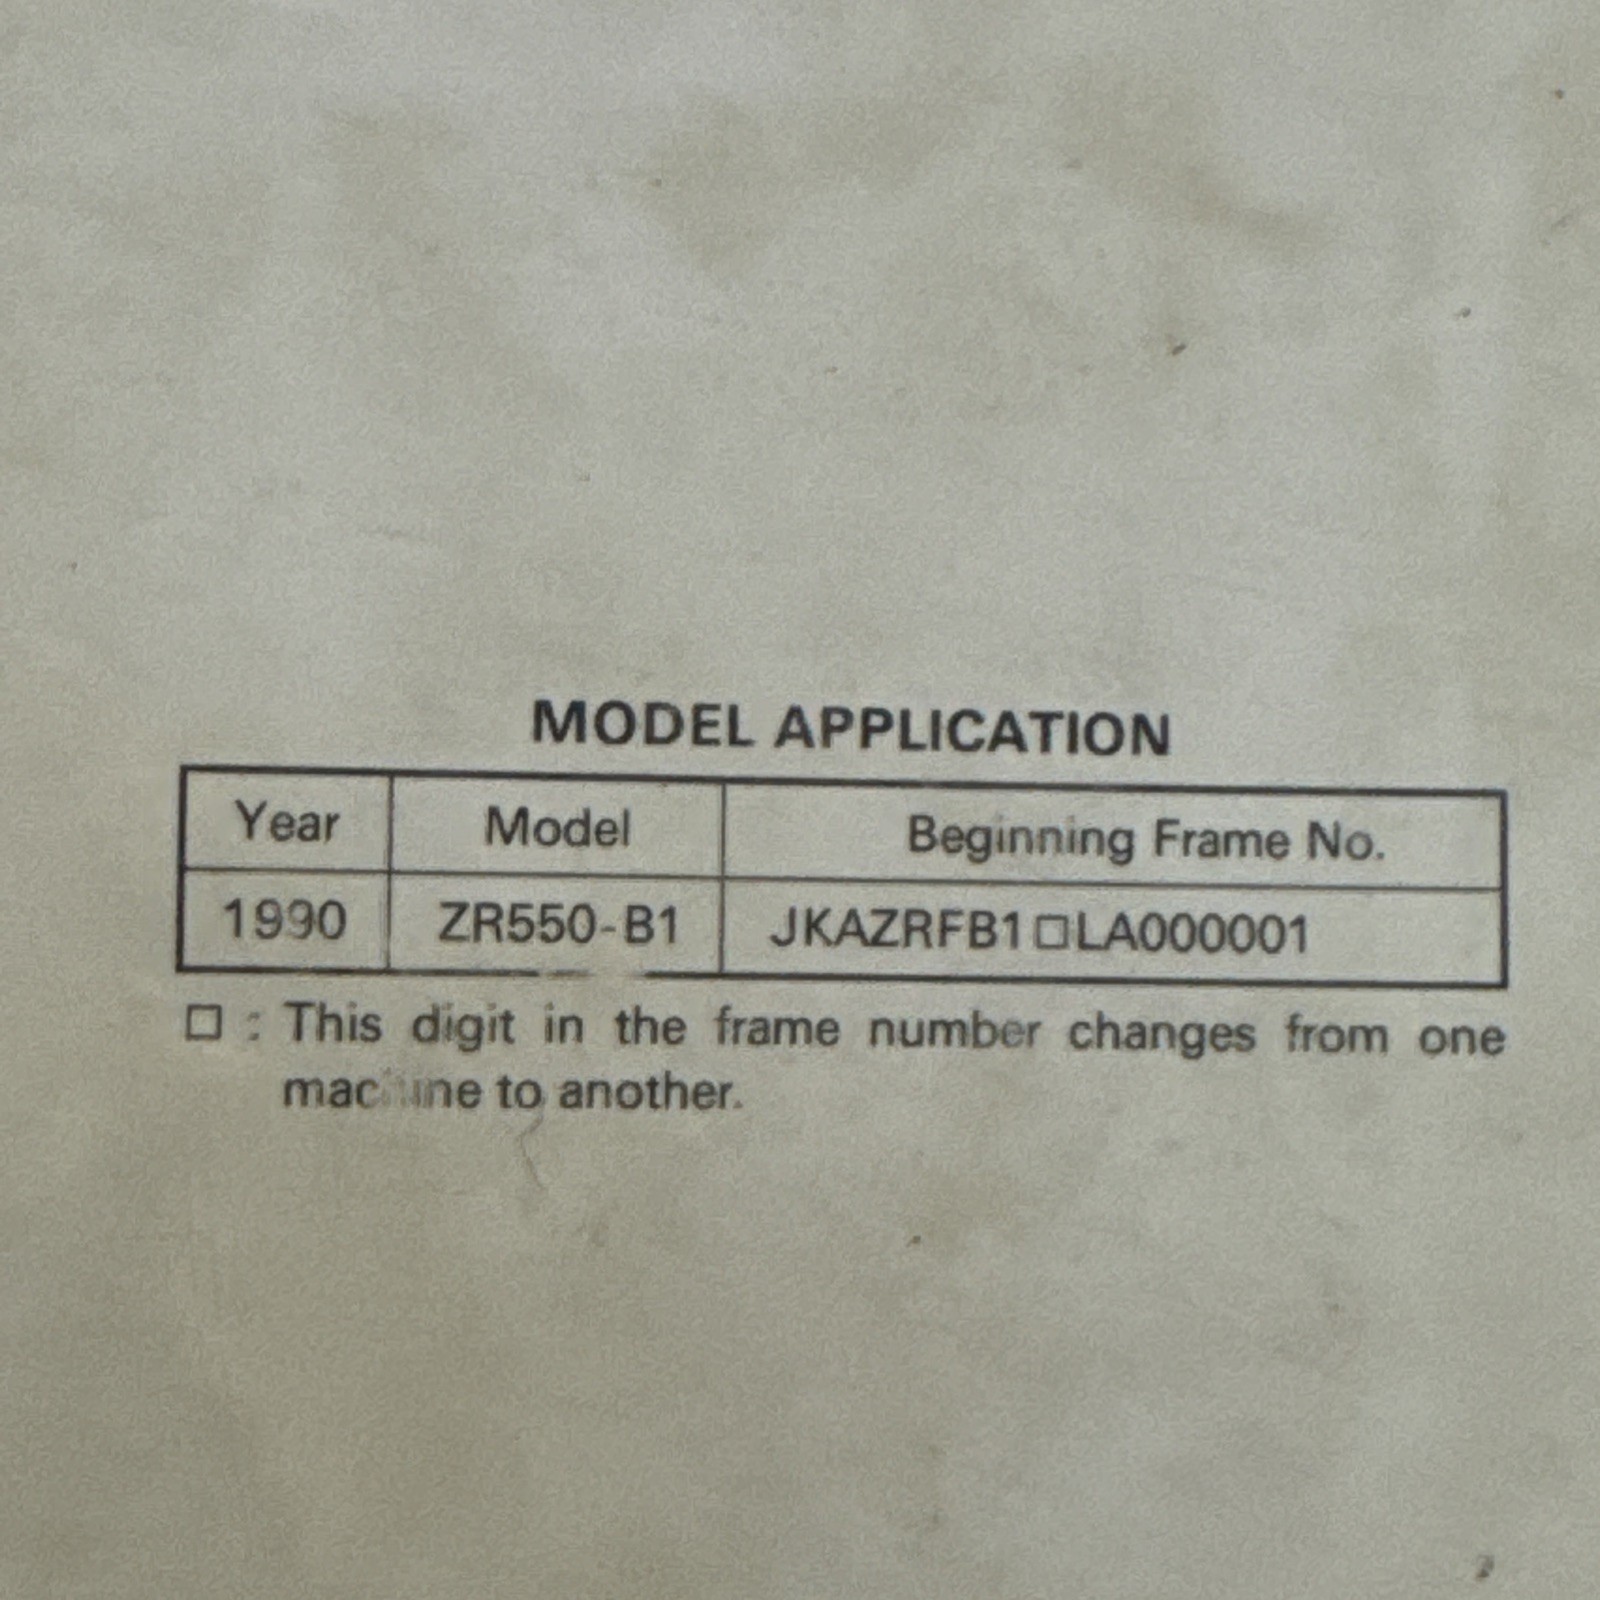 MODEL APPLICATION
Year Model Beginning Frame No.
1990 ZR550-B1 JKAZRFB1□LA000001
□ : This digit in the frame number changes from one
machine to another.